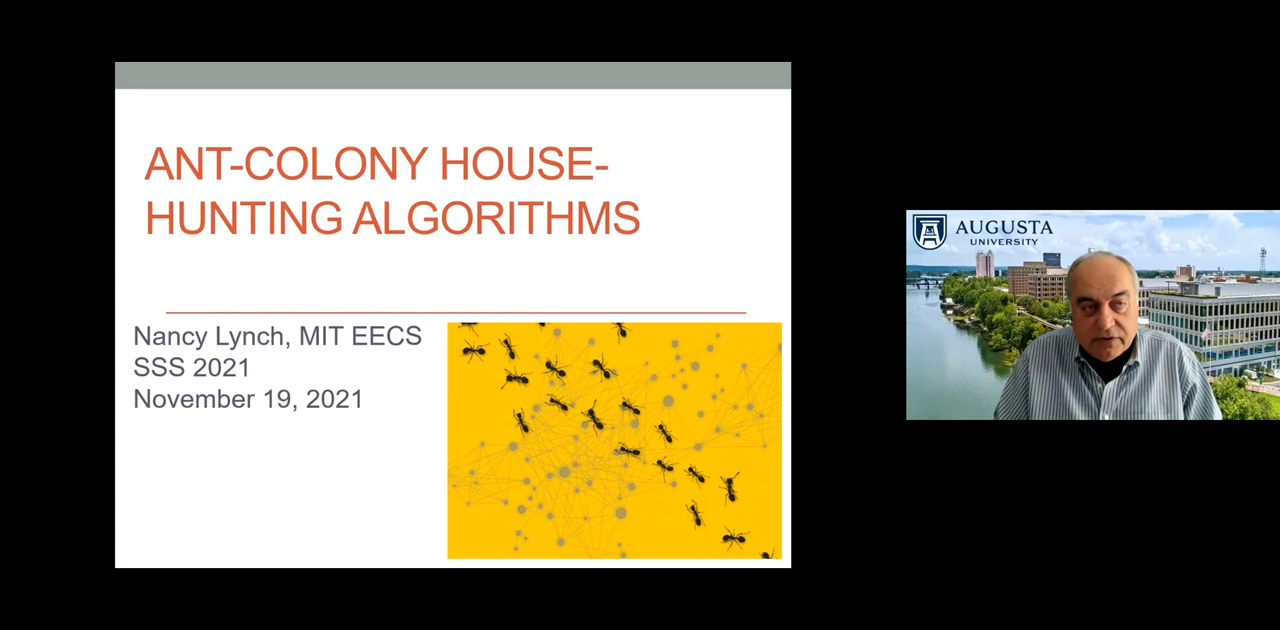 ANT-COLONY HOUSE-
HUNTING ALGORITHMS
Nancy Lynch, MIT EECS
SSS 2021
November 19, 2021
AUGUSTA
UNIVERSITY